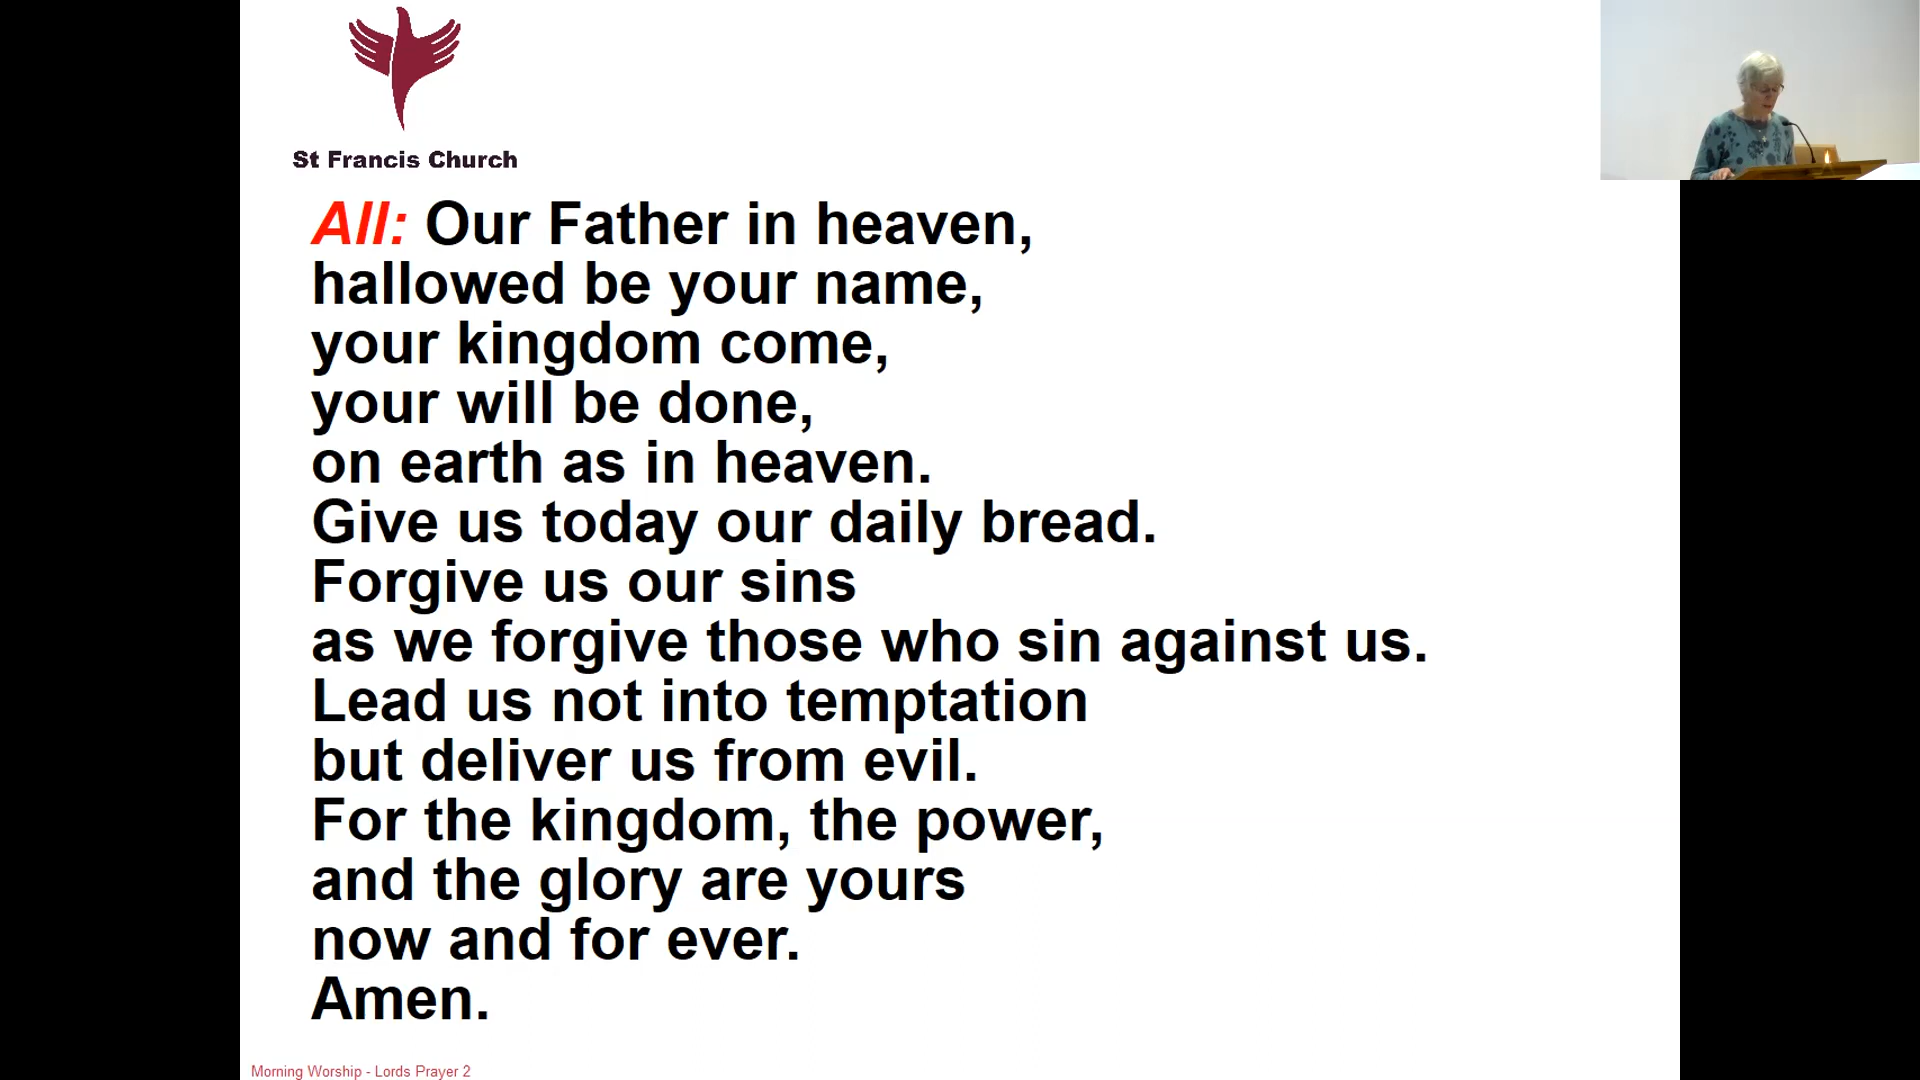 St Francis Church
All: Our Father in heaven,
hallowed be your name,
your kingdom come,
your will be done,
on earth as in heaven.
Give us today our daily bread.
Forgive us our sins
as we forgive those who sin against us.
Lead us not into temptation
but deliver us from evil.
For the kingdom, the power,
and the glory are yours
now and for ever.
Amen.
Morning Worship - Lords Prayer 2